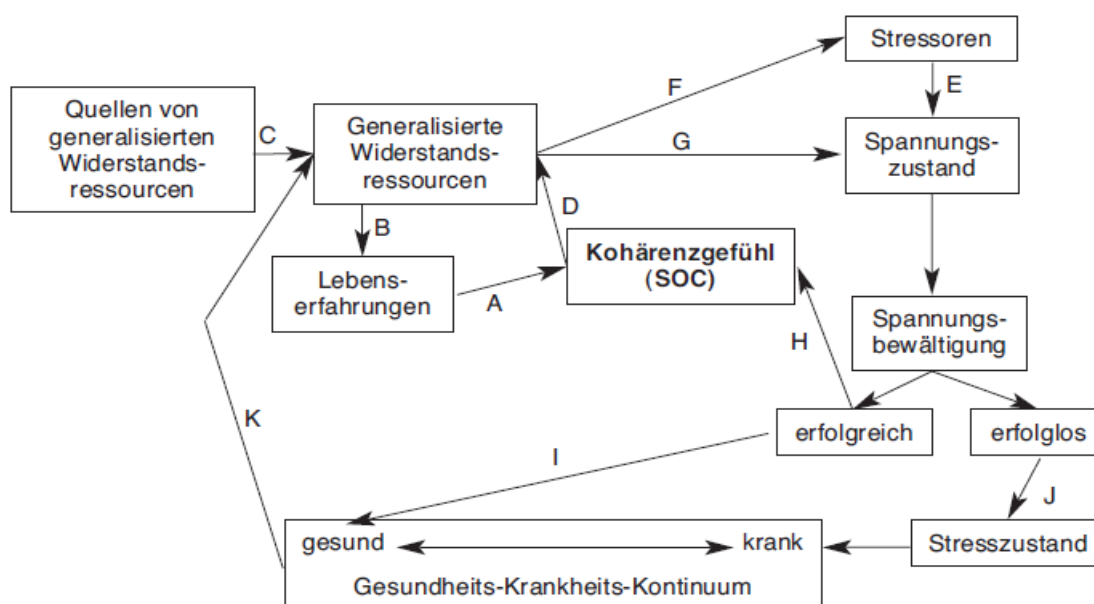 Stressoren
E
F
Quellen von
generalisierten
Widerstands-
ressourcen
C
Generalisierte
Widerstands-
ressourcen
G
Spannungs-
zustand
B
D
Lebens-
erfahrungen
A
Kohärenzgefühl
(SOC)
Spannungs-
bewältigung
H
K
erfolgreich
erfolglos
I
J
gesund
krank
Stresszustand
Gesundheits-Krankheits-Kontinuum